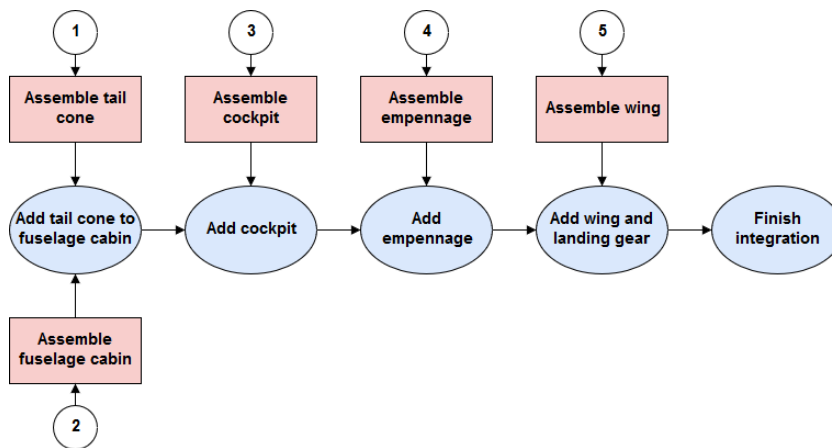 1
3
4
5
Assemble tail
cone
Assemble
cockpit
Assemble
empennage
Assemble wing
Add tail cone to
fuselage cabin
Add cockpit
Add
empennage
Add wing and
landing gear
Finish
integration
Assemble
fuselage cabin
2